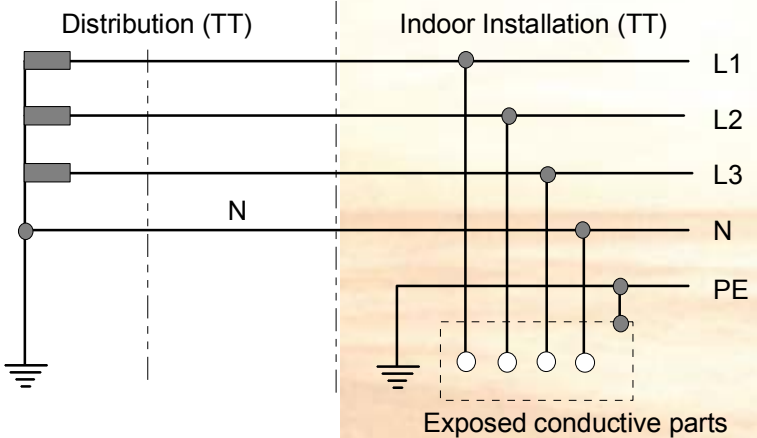 Distribution (TT)
Indoor Installation (TT)
L1
L2
L3
N
N
PE
Exposed conductive parts